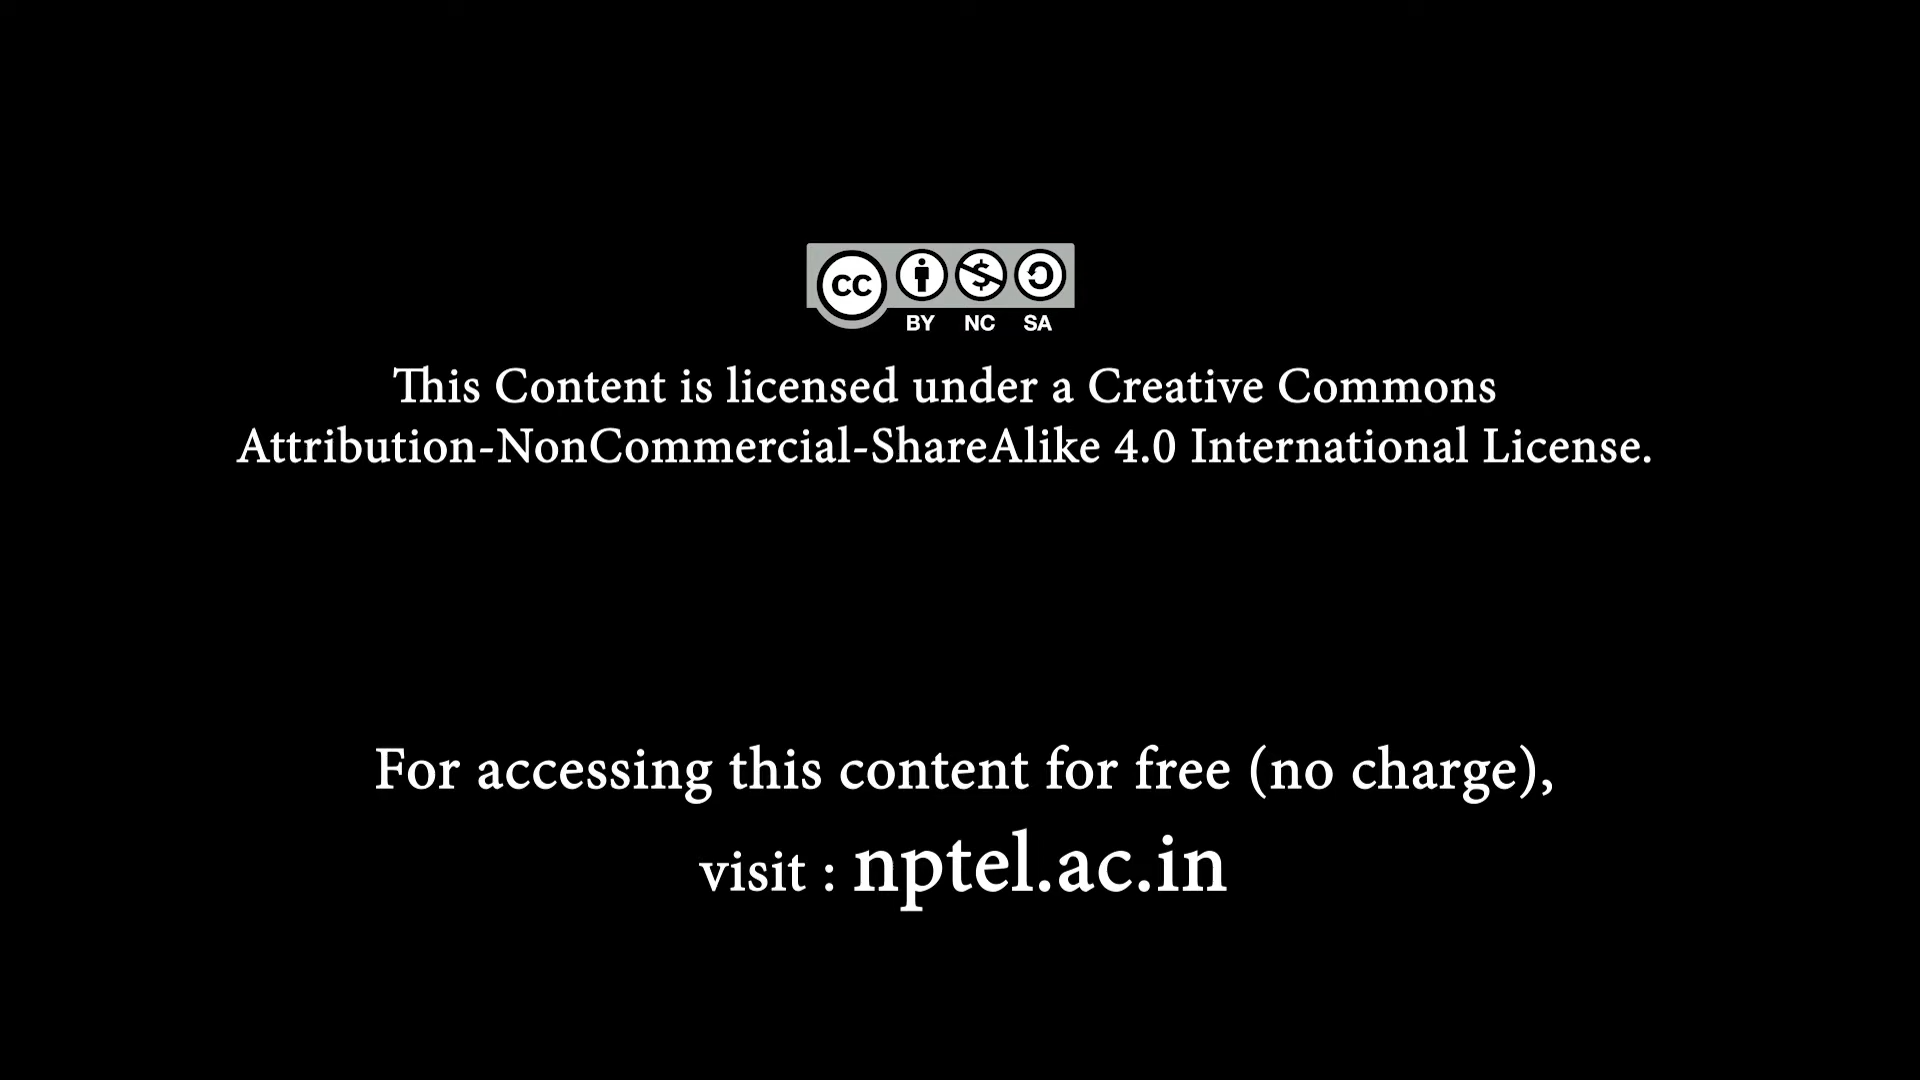 cc
BY NC SA
This Content is licensed under a Creative Commons
Attribution-NonCommercial-ShareAlike 4.0 International License.
For accessing this content for free (no charge),
visit : nptel.ac.in